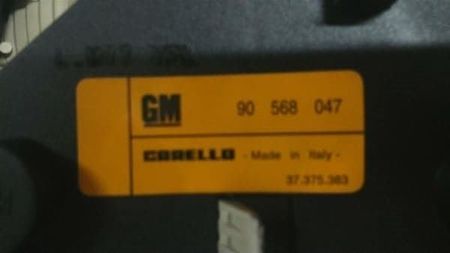 GM 90 568 047
CARELLO - Made in Italy -
37.375.383